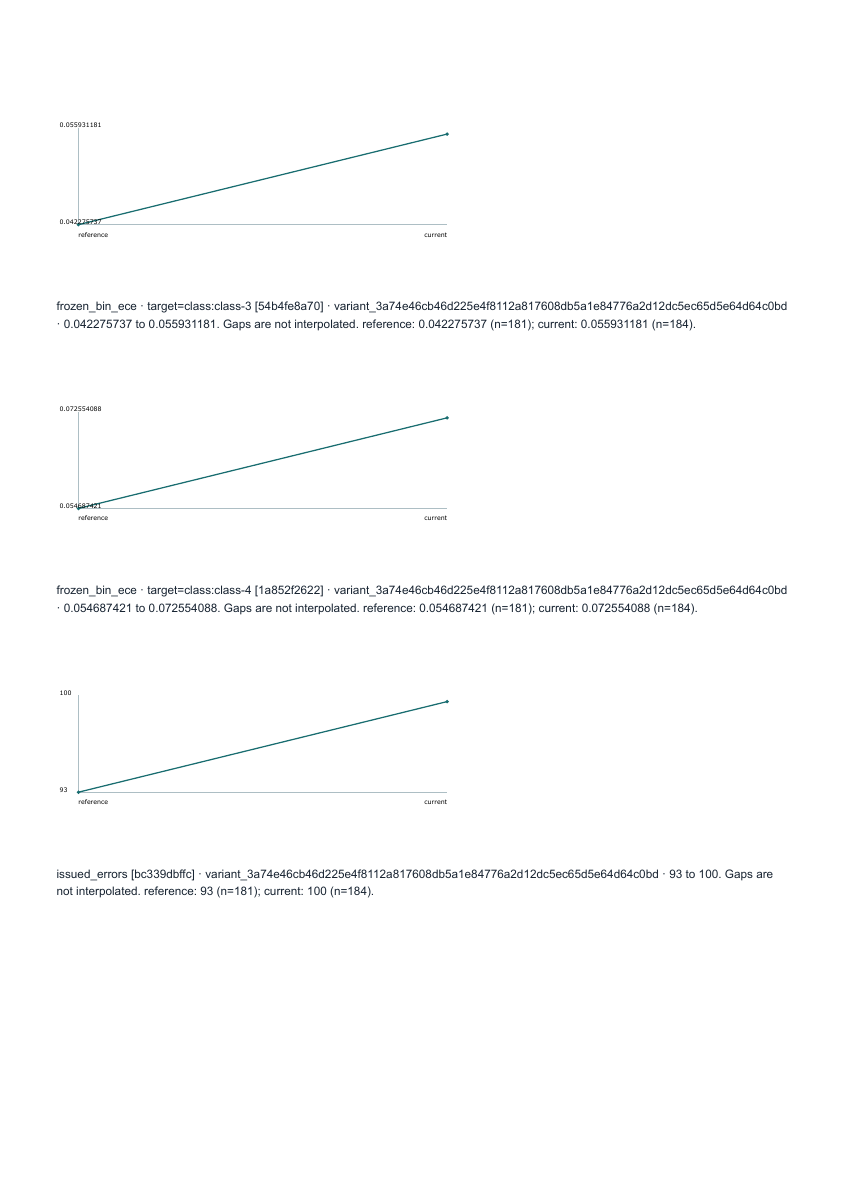 0.055931181
0.042275737
reference current
frozen_bin_ece · target=class:class-3 [54b4fe8a70] · variant_3a74e46cb46d225e4f8112a817608db5a1e84776a2d12dc5ec65d5e64d64c0bd
· 0.042275737 to 0.055931181. Gaps are not interpolated. reference: 0.042275737 (n=181); current: 0.055931181 (n=184).
0.072554088
0.054687421
reference current
frozen_bin_ece · target=class:class-4 [1a852f2622] · variant_3a74e46cb46d225e4f8112a817608db5a1e84776a2d12dc5ec65d5e64d64c0bd
· 0.054687421 to 0.072554088. Gaps are not interpolated. reference: 0.054687421 (n=181); current: 0.072554088 (n=184).
100
93
reference current
issued_errors [bc339dbffc] · variant_3a74e46cb46d225e4f8112a817608db5a1e84776a2d12dc5ec65d5e64d64c0bd · 93 to 100. Gaps are
not interpolated. reference: 93 (n=181); current: 100 (n=184).